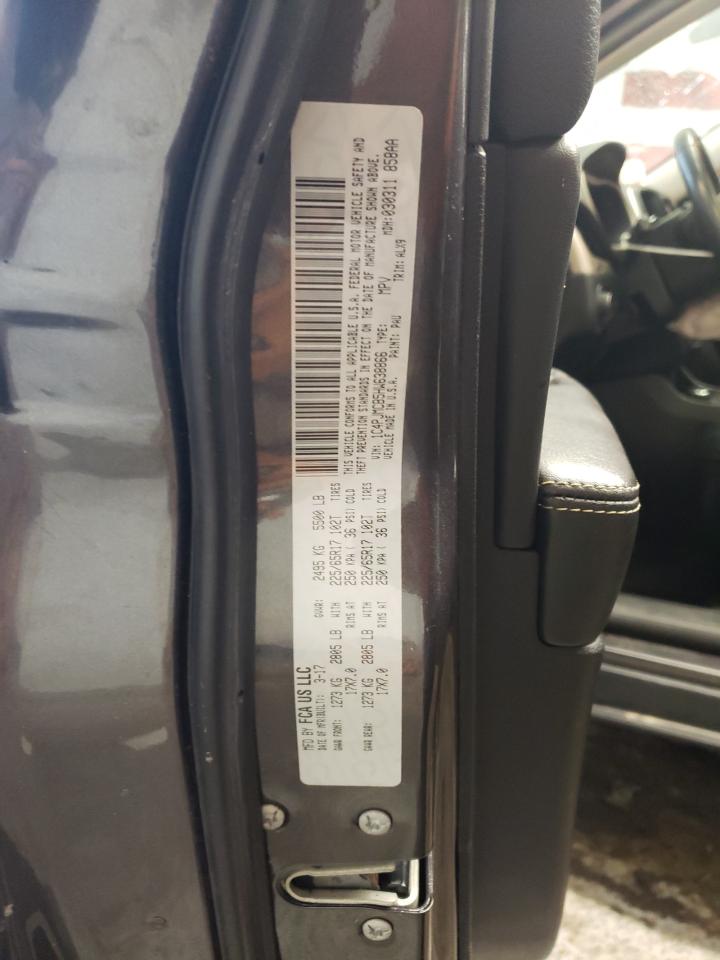 MFD BY FCA US LLC
DATE OF MFR(BUILT): 3-17 GVWR: 2495 KG 5500 LB
GAWR FRONT: 1273 KG 2805 LB WITH 225/65R17 102T TIRES
17X7.0 RIMS AT 250 KPA ( 36 PSI) COLD
GAWR REAR: 1273 KG 2805 LB WITH 225/65R17 102T TIRES
17X7.0 RIMS AT 250 KPA ( 36 PSI) COLD
THIS VEHICLE CONFORMS TO ALL APPLICABLE U.S.A. FEDERAL MOTOR VEHICLE SAFETY AND
THEFT PREVENTION STANDARDS IN EFFECT ON THE DATE OF MANUFACTURE SHOWN ABOVE.
VIN: 1C4PJMCB5HW638866 TYPE: MPV MDH:030311 858AA
VEHICLE MADE IN U.S.A. PAINT: PAU TRIM: ALX9